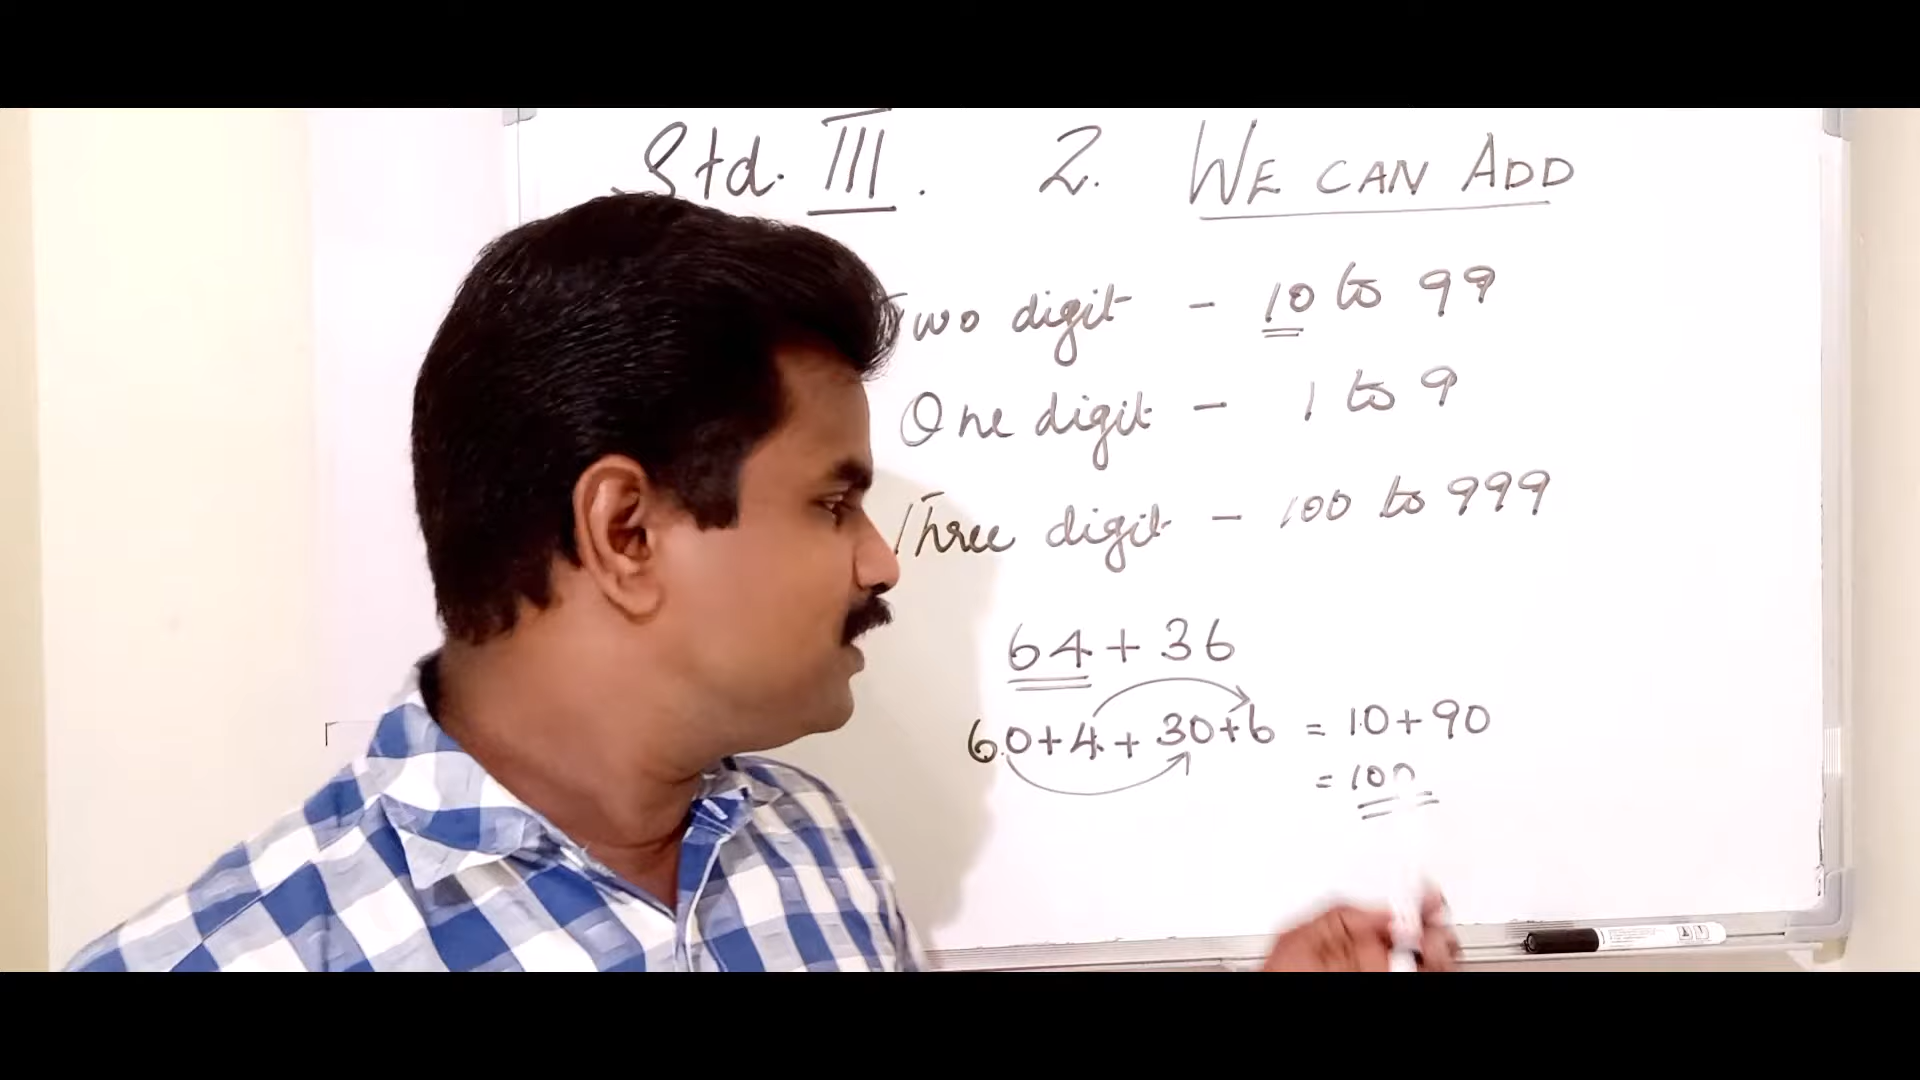 Std. III. 2. WE CAN ADD
Two digit - 10 to 99
One digit - 1 to 9
Three digit - 100 to 999
64 + 36
60+4+30+6 = 10+90
= 100